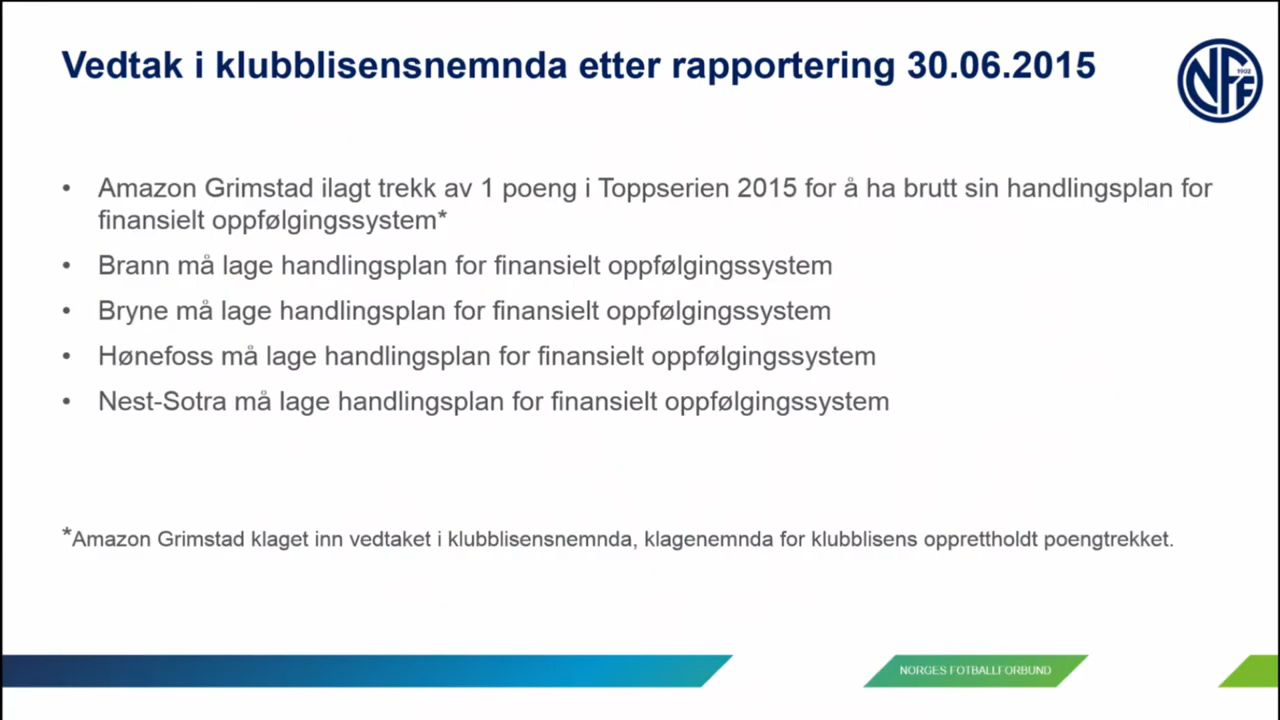 Vedtak i klubblisensnemnda etter rapportering 30.06.2015
NFF
1902
• Amazon Grimstad ilagt trekk av 1 poeng i Toppserien 2015 for å ha brutt sin handlingsplan for
finansielt oppfølgingssystem*
• Brann må lage handlingsplan for finansielt oppfølgingssystem
• Bryne må lage handlingsplan for finansielt oppfølgingssystem
• Hønefoss må lage handlingsplan for finansielt oppfølgingssystem
• Nest-Sotra må lage handlingsplan for finansielt oppfølgingssystem
*Amazon Grimstad klaget inn vedtaket i klubblisensnemnda, klagenemnda for klubblisens opprettholdt poengtrekket.
NORGES FOTBALLFORBUND